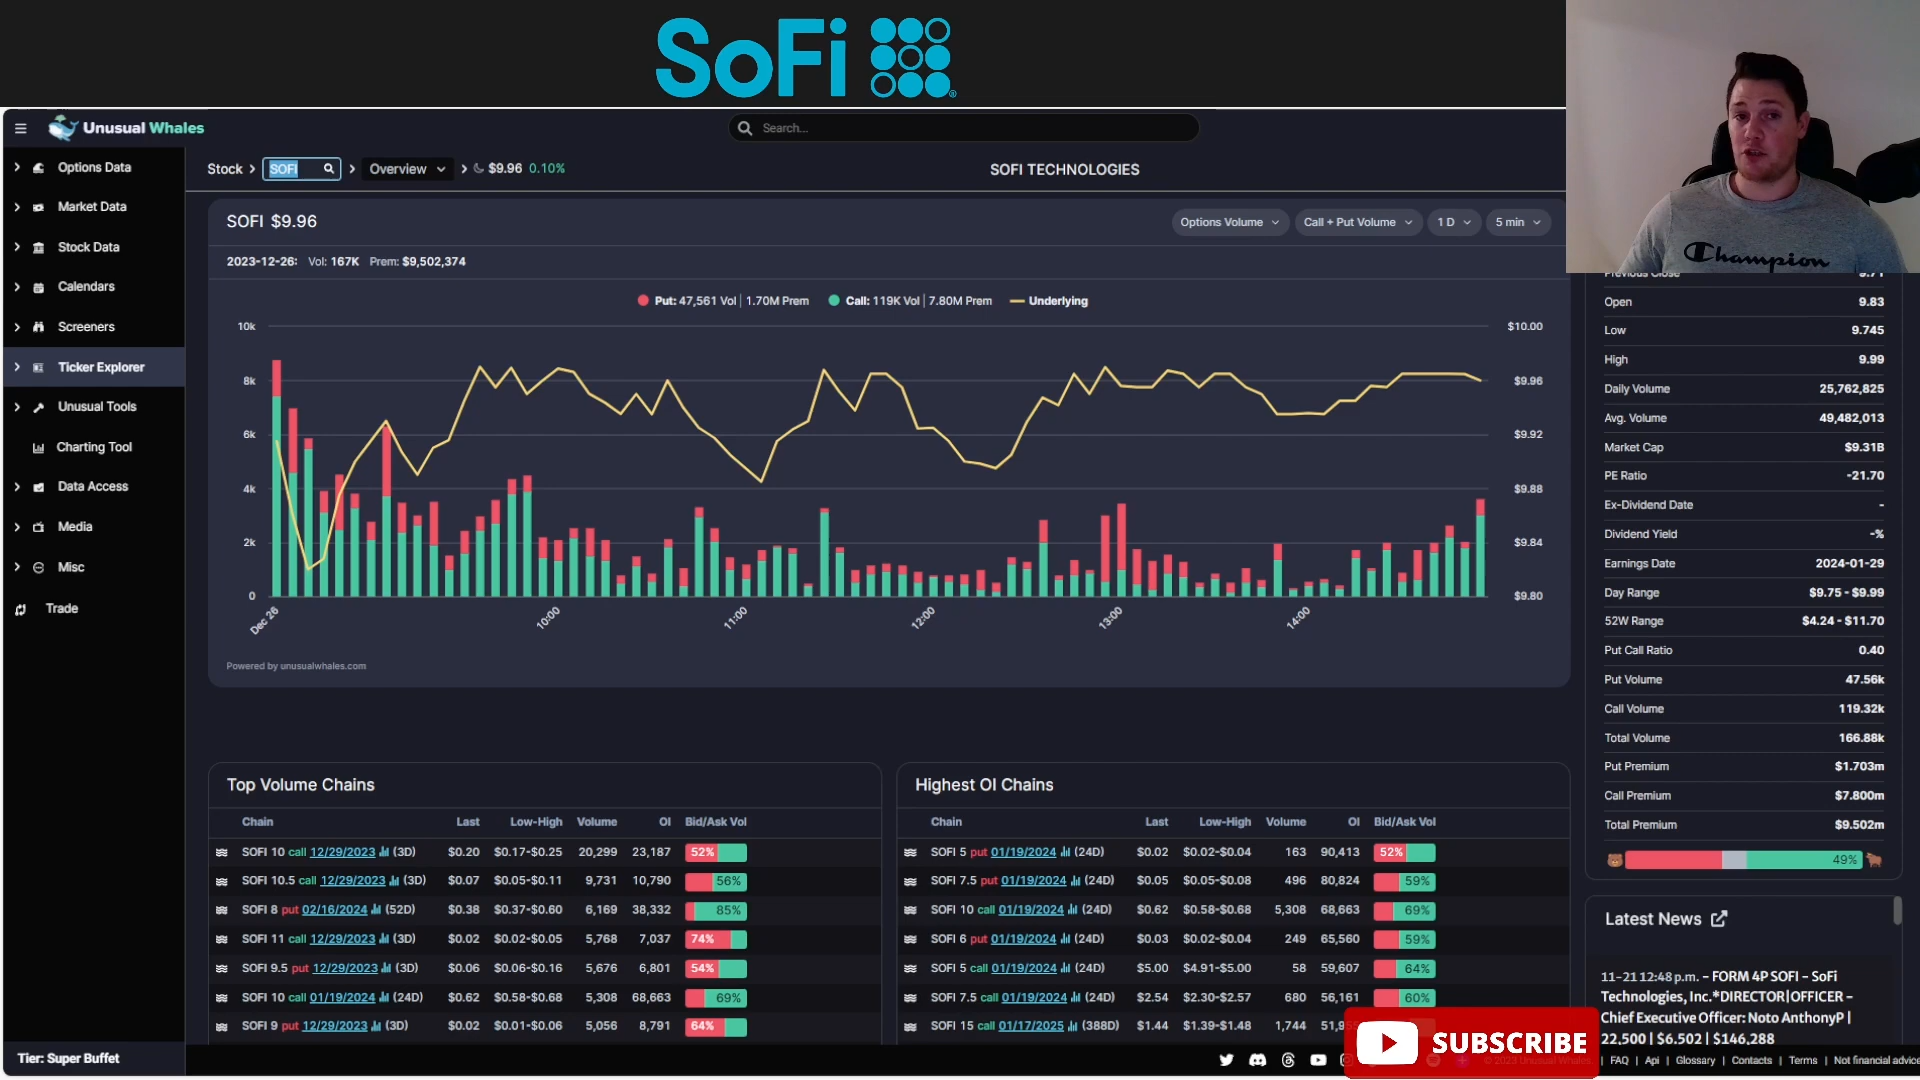 SoFi
Unusual Whales
Search...
Options Data
Market Data
Stock Data
Calendars
Screeners
Ticker Explorer
Unusual Tools
Charting Tool
Data Access
Media
Misc
Trade
Tier: Super Buffet
Stock > SOFI > Overview > $9.96 0.10%
SOFI TECHNOLOGIES
SOFI $9.96
Options Volume Call + Put Volume 1 D 5 min
2023-12-26: Vol: 167K Prem: $9,502,374
Put: 47,561 Vol | 1.70M Prem Call: 119K Vol | 7.80M Prem Underlying
10k $10.00
8k $9.96
6k $9.92
4k $9.88
2k $9.84
0 $9.80
Dec 26 10:00 11:00 12:00 13:00 14:00
Powered by unusualwhales.com
Top Volume Chains
Chain Last Low-High Volume OI Bid/Ask Vol
SOFI 10 call 12/29/2023 (3D) $0.20 $0.17-$0.25 20,299 23,187 52%
SOFI 10.5 call 12/29/2023 (3D) $0.07 $0.05-$0.11 9,731 10,790 56%
SOFI 8 put 02/16/2024 (52D) $0.38 $0.37-$0.60 6,169 38,332 85%
SOFI 11 call 12/29/2023 (3D) $0.02 $0.02-$0.05 5,768 7,037 74%
SOFI 9.5 put 12/29/2023 (3D) $0.06 $0.06-$0.16 5,676 6,801 54%
SOFI 10 call 01/19/2024 (24D) $0.62 $0.58-$0.68 5,308 68,663 69%
SOFI 9 put 12/29/2023 (3D) $0.02 $0.01-$0.06 5,056 8,791 64%
Highest OI Chains
Chain Last Low-High Volume OI Bid/Ask Vol
SOFI 5 put 01/19/2024 (24D) $0.02 $0.02-$0.04 163 90,413 52%
SOFI 7.5 put 01/19/2024 (24D) $0.05 $0.05-$0.08 496 80,824 59%
SOFI 10 call 01/19/2024 (24D) $0.62 $0.58-$0.68 5,308 68,663 69%
SOFI 6 put 01/19/2024 (24D) $0.03 $0.02-$0.04 249 65,560 59%
SOFI 5 call 01/19/2024 (24D) $5.00 $4.91-$5.00 58 59,607 64%
SOFI 7.5 call 01/19/2024 (24D) $2.54 $2.30-$2.57 680 56,161 60%
SOFI 15 call 01/17/2025 (388D) $1.44 $1.39-$1.48 1,744
Champion
Previous Close 9.71
Open 9.83
Low 9.745
High 9.99
Daily Volume 25,762,825
Avg. Volume 49,482,013
Market Cap $9.31B
PE Ratio -21.70
Ex-Dividend Date -
Dividend Yield -%
Earnings Date 2024-01-29
Day Range $9.75 - $9.99
52W Range $4.24 - $11.70
Put Call Ratio 0.40
Put Volume 47.56k
Call Volume 119.32k
Total Volume 166.88k
Put Premium $1.703m
Call Premium $7.800m
Total Premium $9.502m
49%
Latest News
11-21 12:48 p.m. - FORM 4P SOFI - SoFi
Technologies, Inc.*DIRECTOR|OFFICER -
Chief Executive Officer: Noto AnthonyP |
22,500 | $6.502 | $146,288
SUBSCRIBE
| FAQ | Api | Glossary | Contacts | Terms | Not financial advice